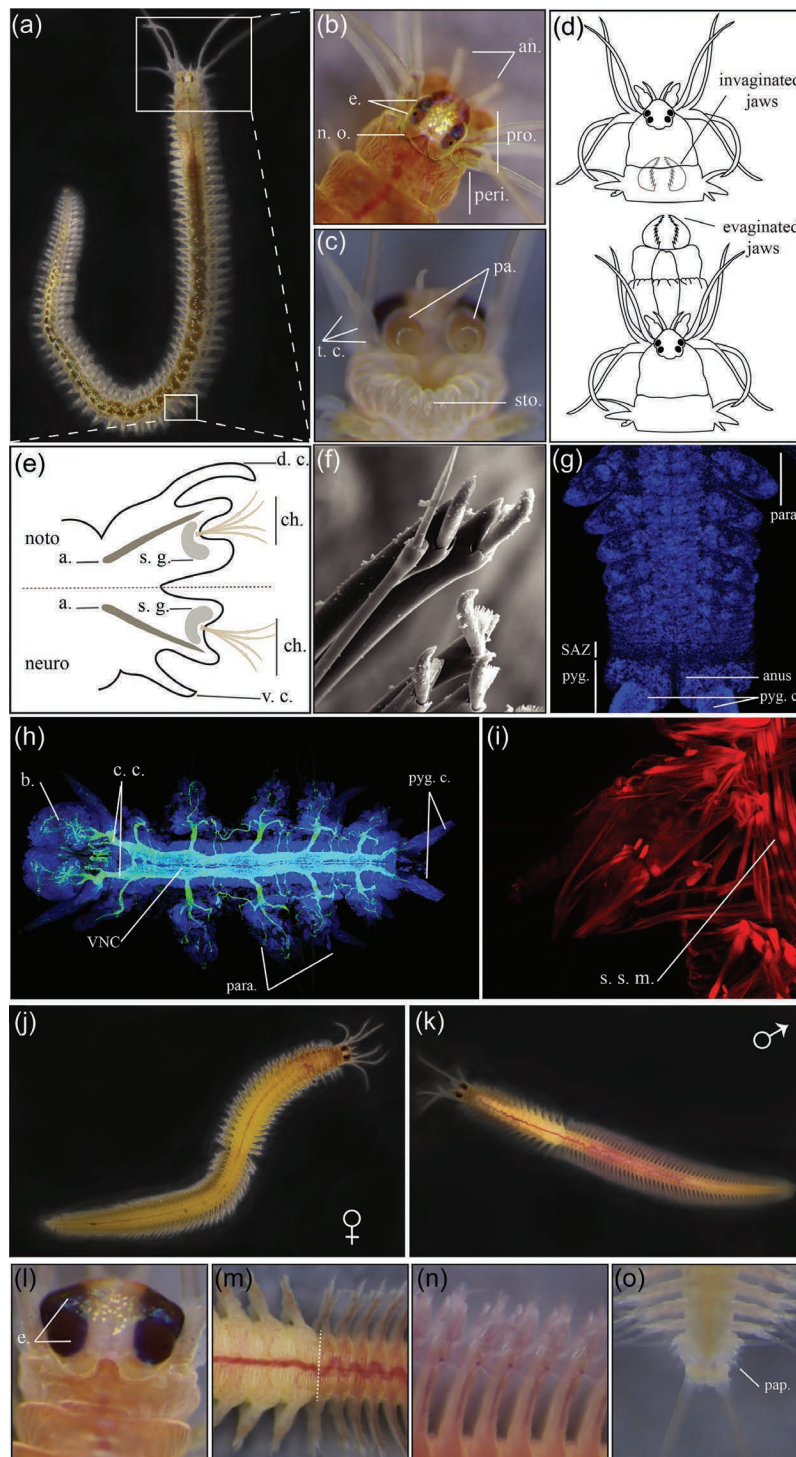 (a)
(b)
an.
e.
n. o.
pro.
peri.
(c)
pa.
t. c.
sto.
(d)
invaginated
jaws
evaginated
jaws
(e)
d. c.
noto
ch.
a.
s. g.
a.
s. g.
ch.
neuro
v. c.
(f)
(g)
para.
SAZ
pyg.
anus
pyg. c.
(h)
b.
c. c.
pyg. c.
VNC
para.
(i)
s. s. m.
(j)
♀
(k)
♂
(l)
e.
(m)
(n)
(o)
pap.